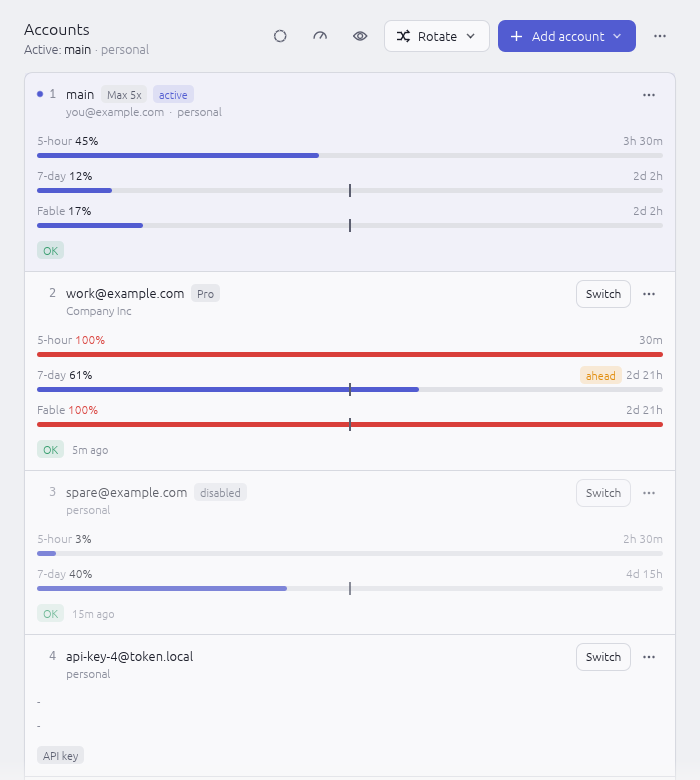 Accounts
Active: main · personal
Rotate
Add account
1 main Max 5x active
you@example.com · personal
5-hour 45% 3h 30m
7-day 12% 2d 2h
Fable 17% 2d 2h
OK
2 work@example.com Pro Switch
Company Inc
5-hour 100% 30m
7-day 61% ahead 2d 21h
Fable 100% 2d 21h
OK 5m ago
3 spare@example.com disabled Switch
personal
5-hour 3% 2h 30m
7-day 40% 4d 15h
OK 15m ago
4 api-key-4@token.local Switch
personal
-
-
API key